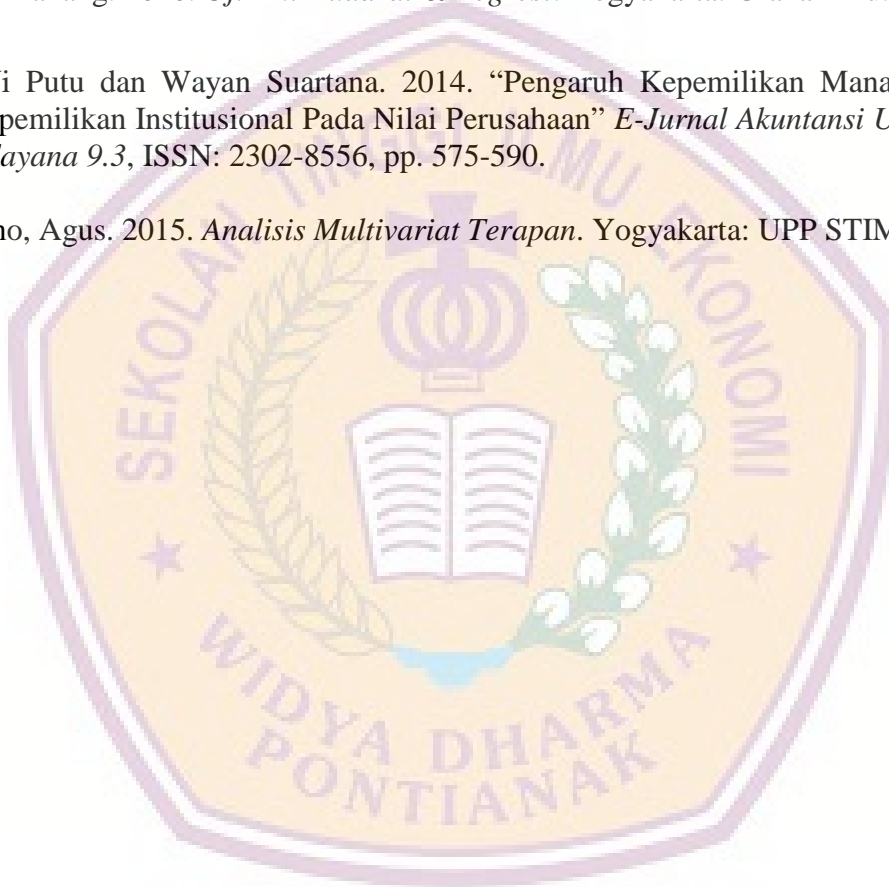 i Putu dan Wayan Suartana. 2014. “Pengaruh Kepemilikan Mana
pemilikan Institusional Pada Nilai Perusahaan” E-Jurnal Akuntansi U
ayana 9.3, ISSN: 2302-8556, pp. 575-590.
no, Agus. 2015. Analisis Multivariat Terapan. Yogyakarta: UPP STIM
SEKOLAH TINGGI ILMU EKONOMI
WIDYA DHARMA
PONTIANAK